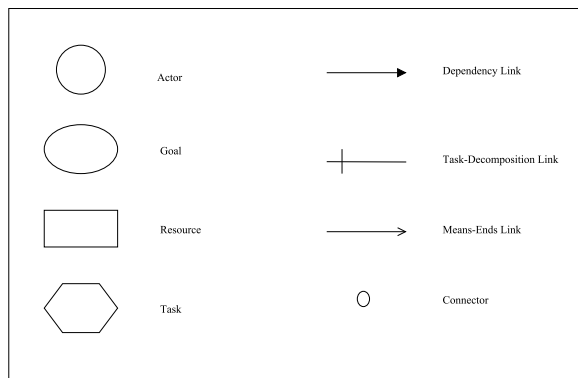 Actor
Dependency Link
Goal
Task-Decomposition Link
Resource
Means-Ends Link
Task
Connector